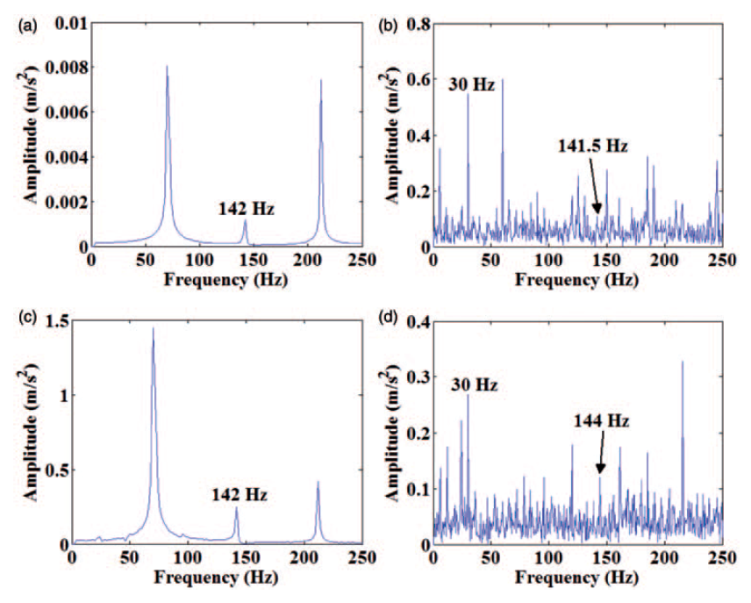 (a)
0.01
0.008
0.006
0.004
0.002
0
Amplitude (m/s²)
142 Hz
0 50 100 150 200 250
Frequency (Hz)
(b)
0.8
0.6
0.4
0.2
0
Amplitude (m/s²)
30 Hz
141.5 Hz
0 50 100 150 200 250
Frequency (Hz)
(c)
1.5
1
0.5
0
Amplitude (m/s²)
142 Hz
0 50 100 150 200 250
Frequency (Hz)
(d)
0.4
0.3
0.2
0.1
0
Amplitude (m/s²)
30 Hz
144 Hz
0 50 100 150 200 250
Frequency (Hz)